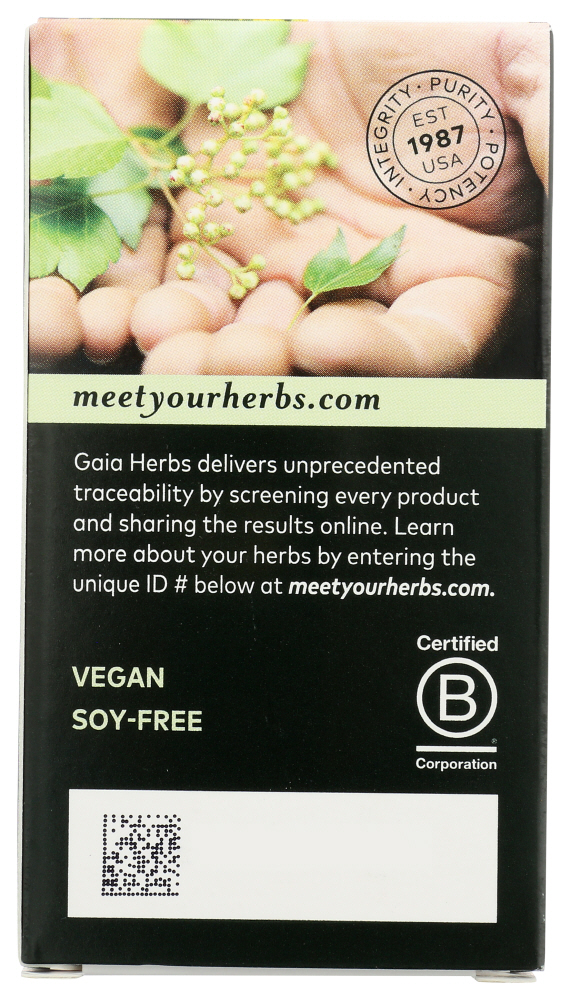 INTEGRITY · PURITY · POTENCY ·
EST
1987
USA
meetyourherbs.com
Gaia Herbs delivers unprecedented
traceability by screening every product
and sharing the results online. Learn
more about your herbs by entering the
unique ID # below at meetyourherbs.com.
Certified
B
®
Corporation
VEGAN
SOY-FREE